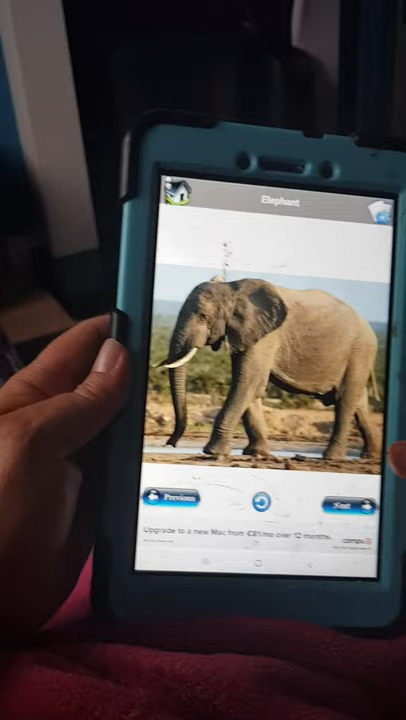 Elephant
Previous
Next
Upgrade to a new Mac from €21/mo over 12 months.